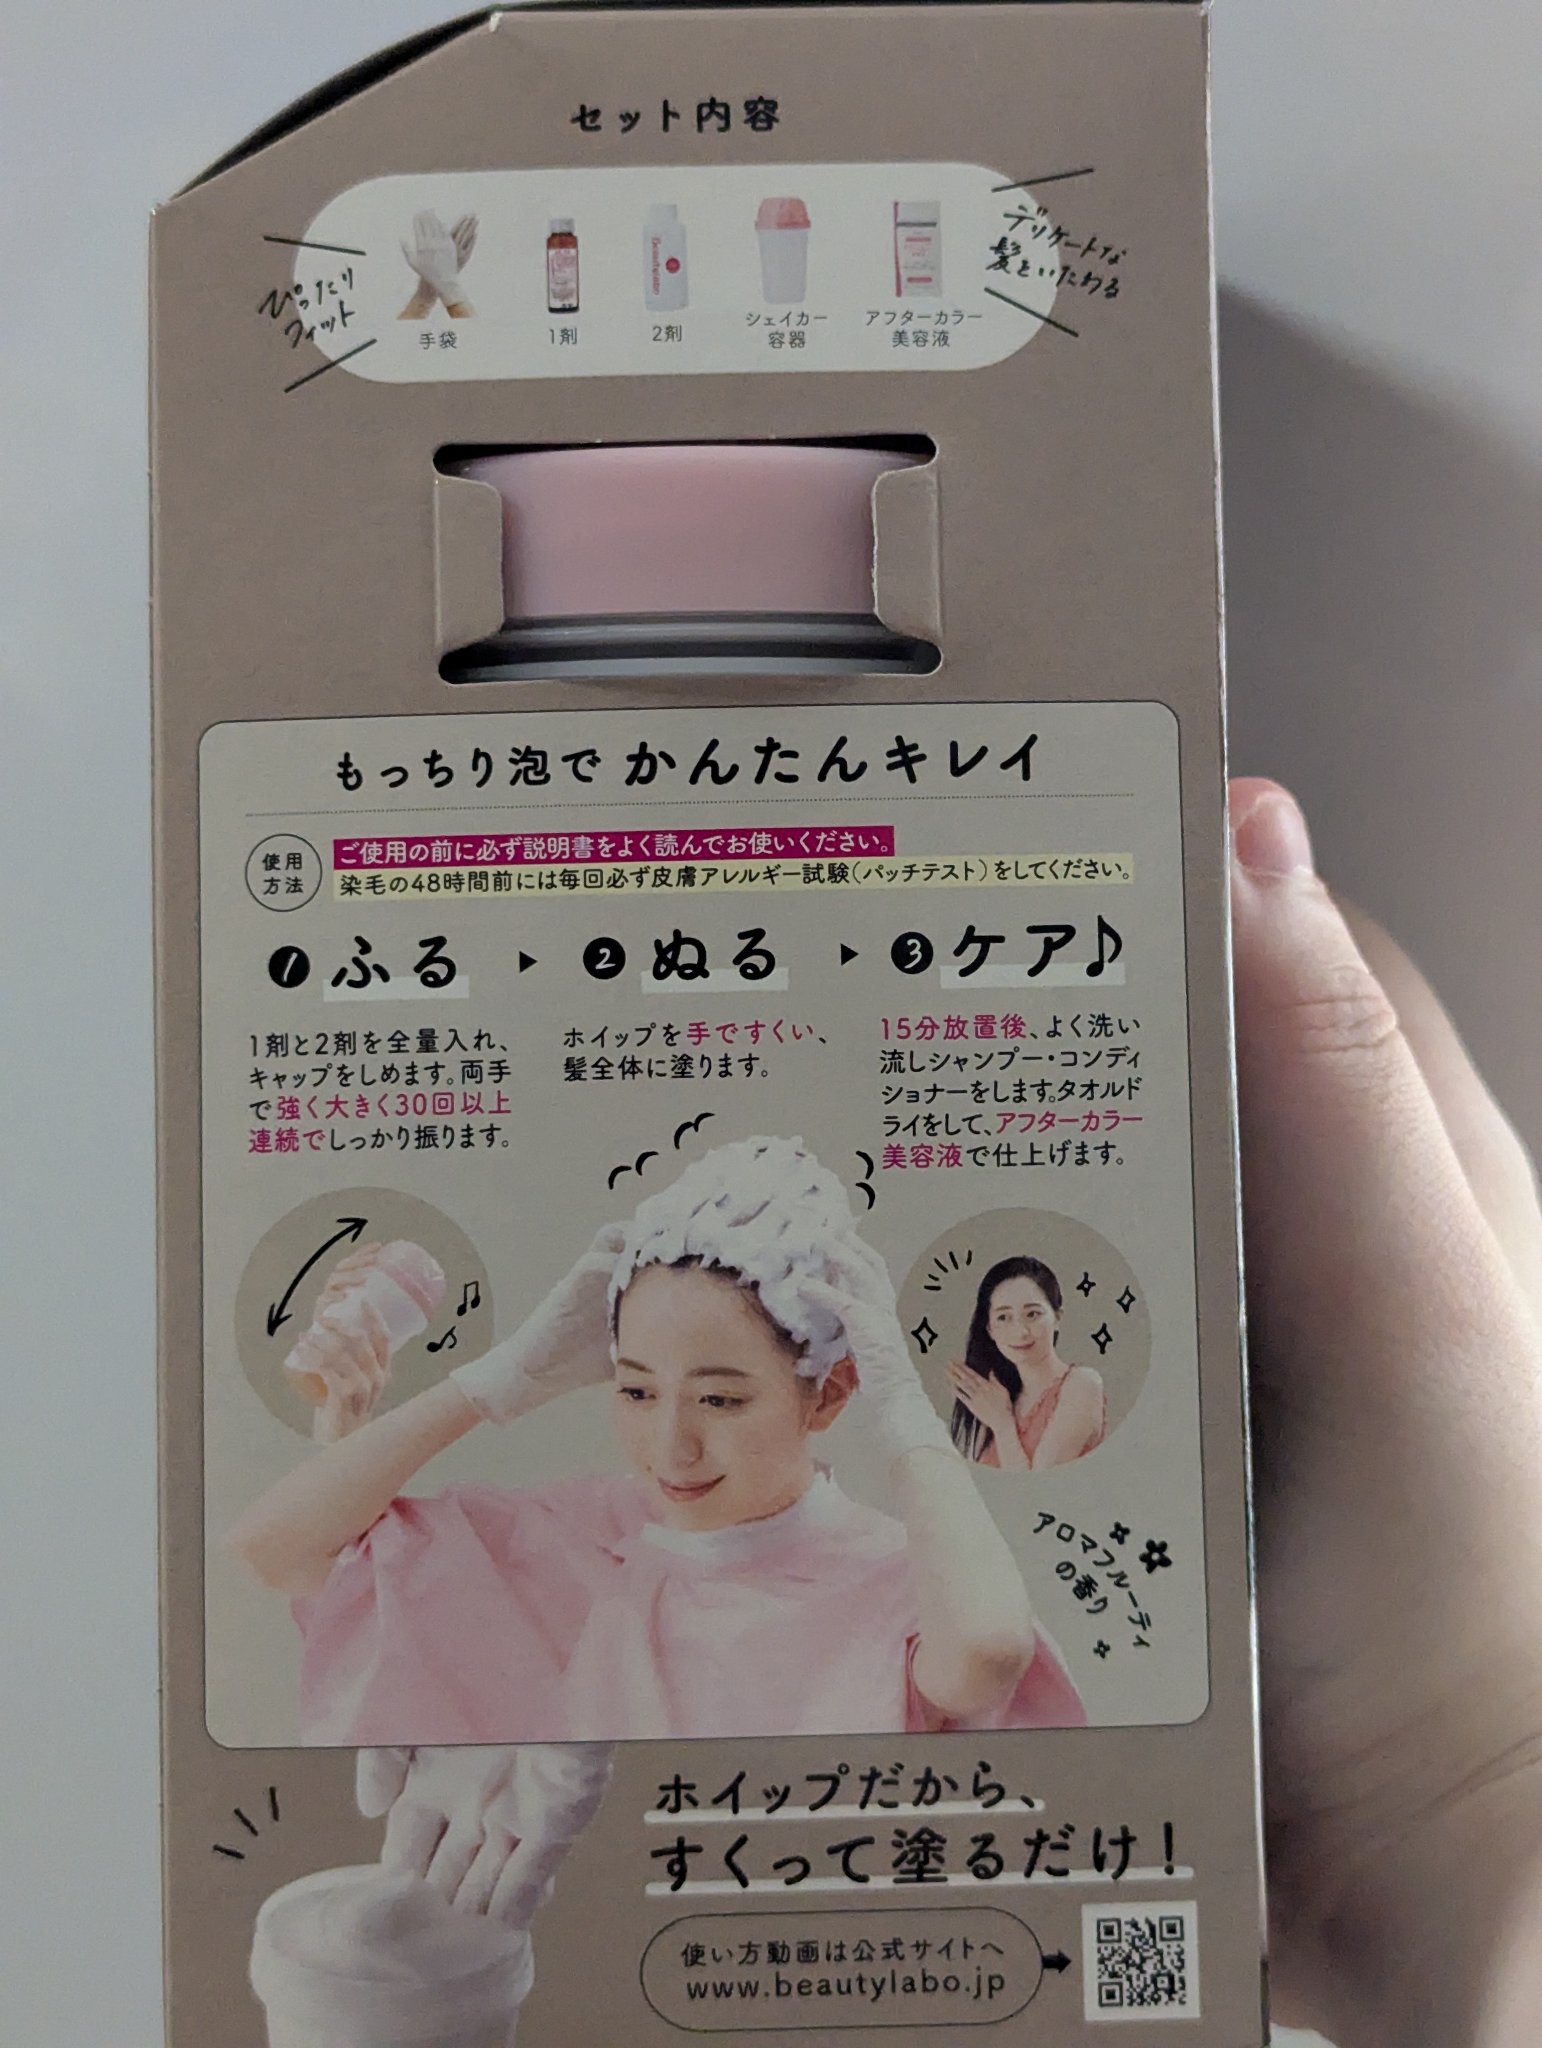 セット内容
ぴったり
フィット
デリケートな
髪をいたわる
手袋
1剤
2剤
シェイカー
容器
アフターカラー
美容液
もっちり泡でかんたんキレイ
使用
方法
ご使用の前に必ず説明書をよく読んでお使いください。
染毛の48時間前には毎回必ず皮膚アレルギー試験(パッチテスト)をしてください。
1 ふる ▶ 2 ぬる ▶ 3 ケア♪
1剤と2剤を全量入れ、
キャップをしめます。両手
で強く大きく30回以上
連続でしっかり振ります。
ホイップを手ですくい、
髪全体に塗ります。
15分放置後、よく洗い
流しシャンプー・コンディ
ショナーをします。タオルド
ライをして、アフターカラー
美容液で仕上げます。
アロマフルーティ
の香り
ホイップだから、
すくって塗るだけ!
使い方動画は公式サイトへ
www.beautylabo.jp